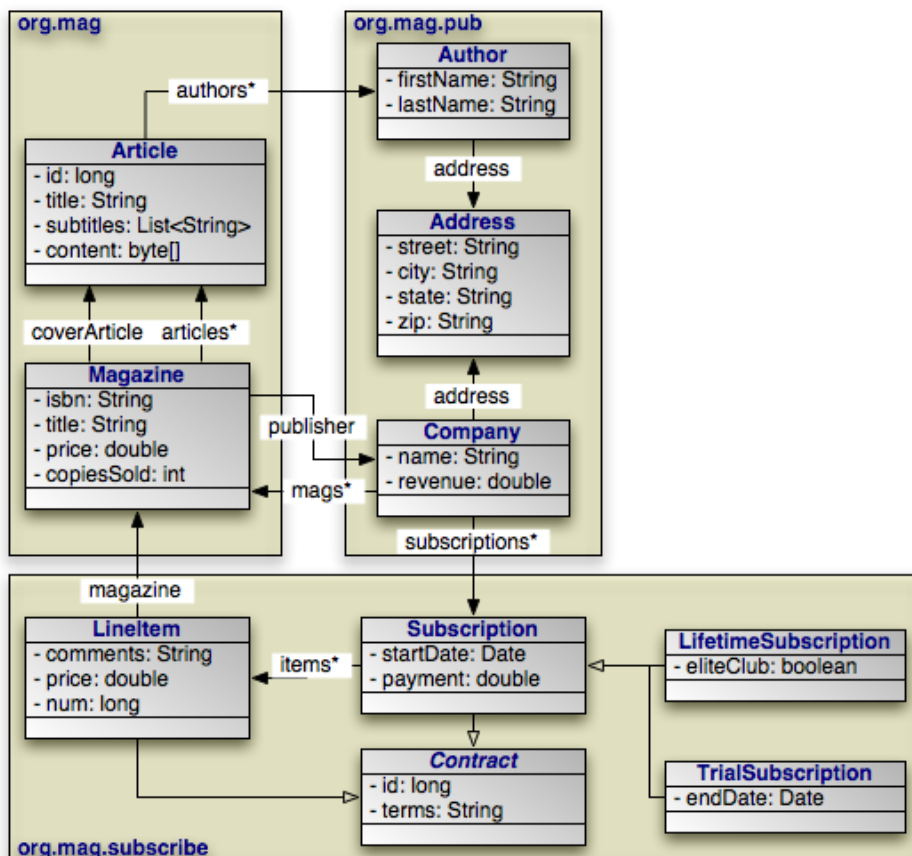 org.mag
authors*
Article
- id: long
- title: String
- subtitles: List<String>
- content: byte[]
coverArticle
articles*
Magazine
- isbn: String
- title: String
- price: double
- copiesSold: int
org.mag.pub
Author
- firstName: String
- lastName: String
address
Address
- street: String
- city: String
- state: String
- zip: String
address
publisher
Company
- name: String
- revenue: double
mags*
subscriptions*
magazine
LineItem
- comments: String
- price: double
- num: long
items*
Subscription
- startDate: Date
- payment: double
LifetimeSubscription
- eliteClub: boolean
Contract
- id: long
- terms: String
TrialSubscription
- endDate: Date
org.mag.subscribe